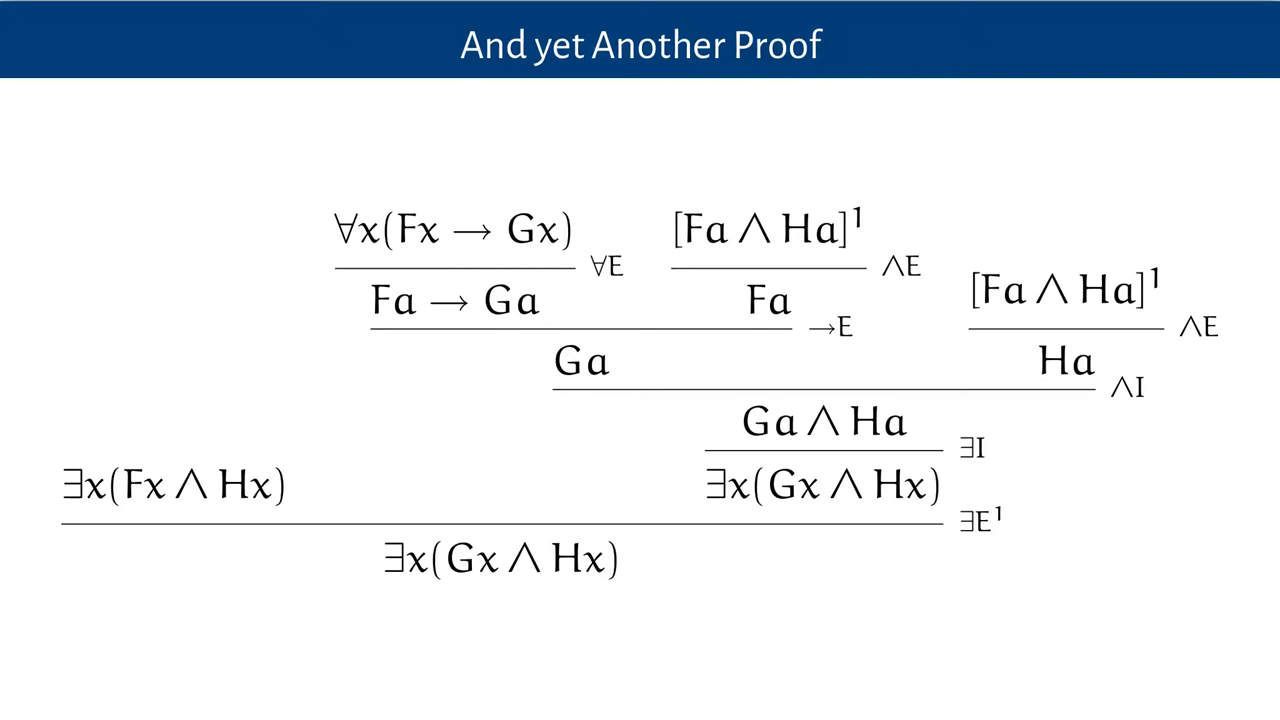 And yet Another Proof
∀x(Fx → Gx) [Fa ∧ Ha]¹
∀E ∧E
Fa → Ga Fa [Fa ∧ Ha]¹
→E ∧E
Ga Ha
∧I
Ga ∧ Ha
∃I
∃x(Fx ∧ Hx) ∃x(Gx ∧ Hx)
∃E¹
∃x(Gx ∧ Hx)